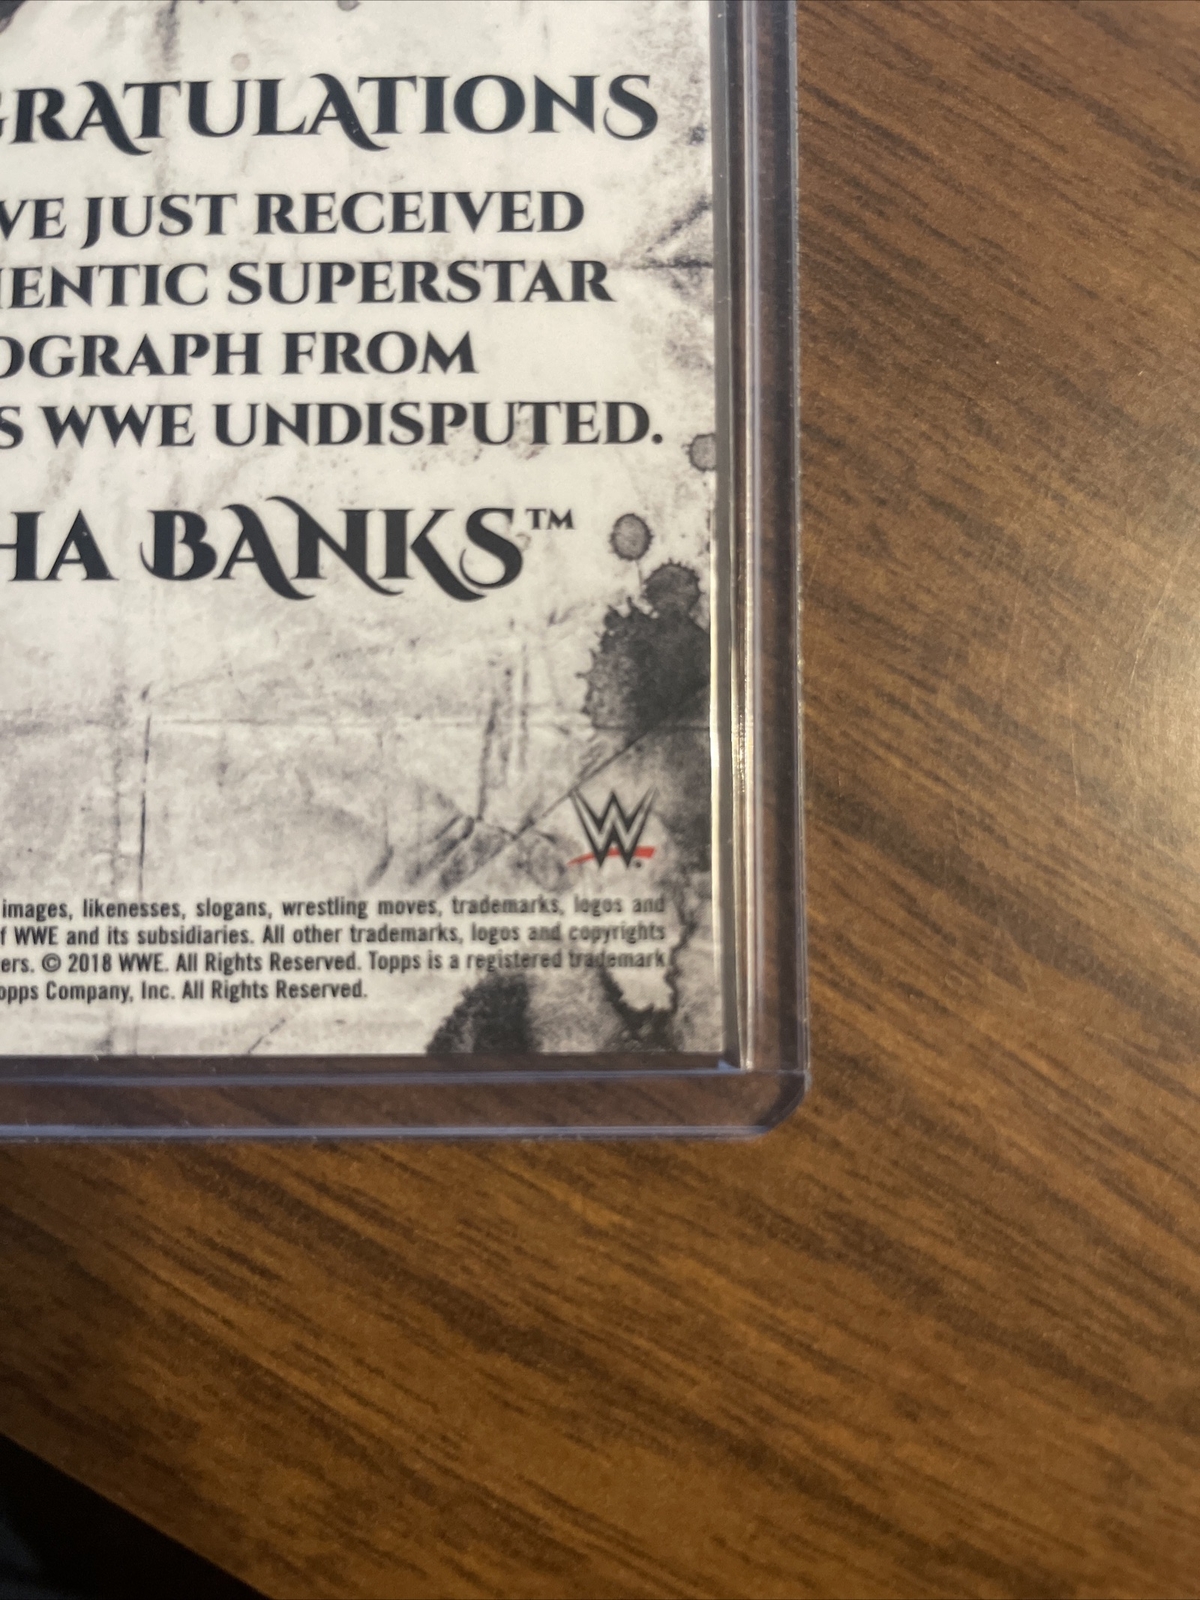 GRATULATIONS
VE JUST RECEIVED
HENTIC SUPERSTAR
OGRAPH FROM
S WWE UNDISPUTED.
HA BANKS™
W
images, likenesses, slogans, wrestling moves, trademarks, logos and
f WWE and its subsidiaries. All other trademarks, logos and copyrights
ers. © 2018 WWE. All Rights Reserved. Topps is a registered trademark
opps Company, Inc. All Rights Reserved.